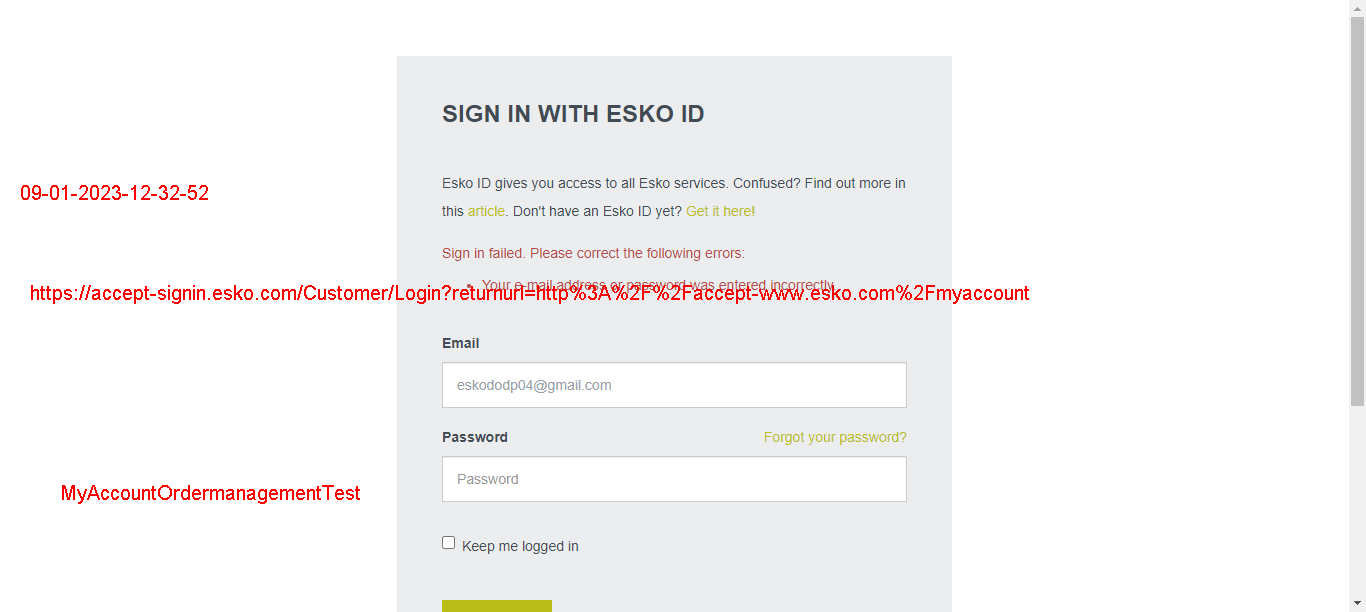 SIGN IN WITH ESKO ID
Esko ID gives you access to all Esko services. Confused? Find out more in
this article. Don't have an Esko ID yet? Get it here!
09-01-2023-12-32-52
Sign in failed. Please correct the following errors:
Your e-mail address or password was entered incorrectly
https://accept-signin.esko.com/Customer/Login?returnurl=http%3A%2F%2Faccept-www.esko.com%2Fmyaccount
Email
eskododp04@gmail.com
Password
Forgot your password?
Password
MyAccountOrdermanagementTest
Keep me logged in